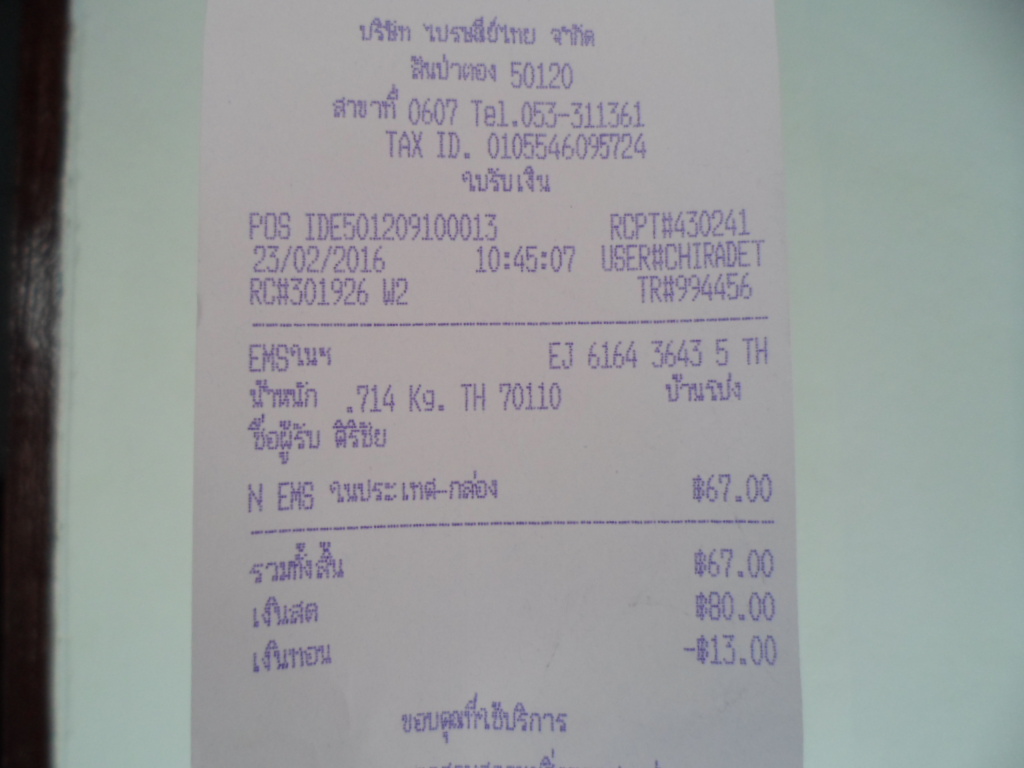 บริษัท ไปรษณีย์ไทย จำกัด
สันป่าตอง 50120
สาขาที่ 0607 Tel.053-311361
TAX ID. 0105546095724
ใบรับเงิน
POS IDE501209100013 RCPT#430241
23/02/2016 10:45:07 USER#CHIRADET
RC#301926 W2 TR#994456
EMSในฯ EJ 6164 3643 5 TH
น้ำหนัก .714 Kg. TH 70110 บ้านโป่ง
ชื่อผู้รับ ศิริชัย
N EMS ในประเทศ-กล่อง ฿67.00
รวมทั้งสิ้น ฿67.00
เงินสด ฿80.00
เงินทอน -฿13.00
ขอบคุณที่ใช้บริการ